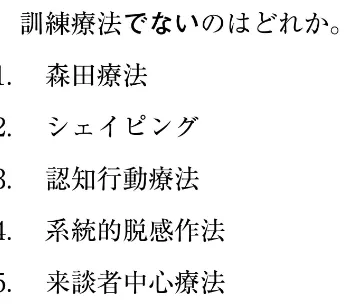 訓練療法でないのはどれか。
1. 森田療法
2. シェイピング
3. 認知行動療法
4. 系統的脱感作法
5. 来談者中心療法